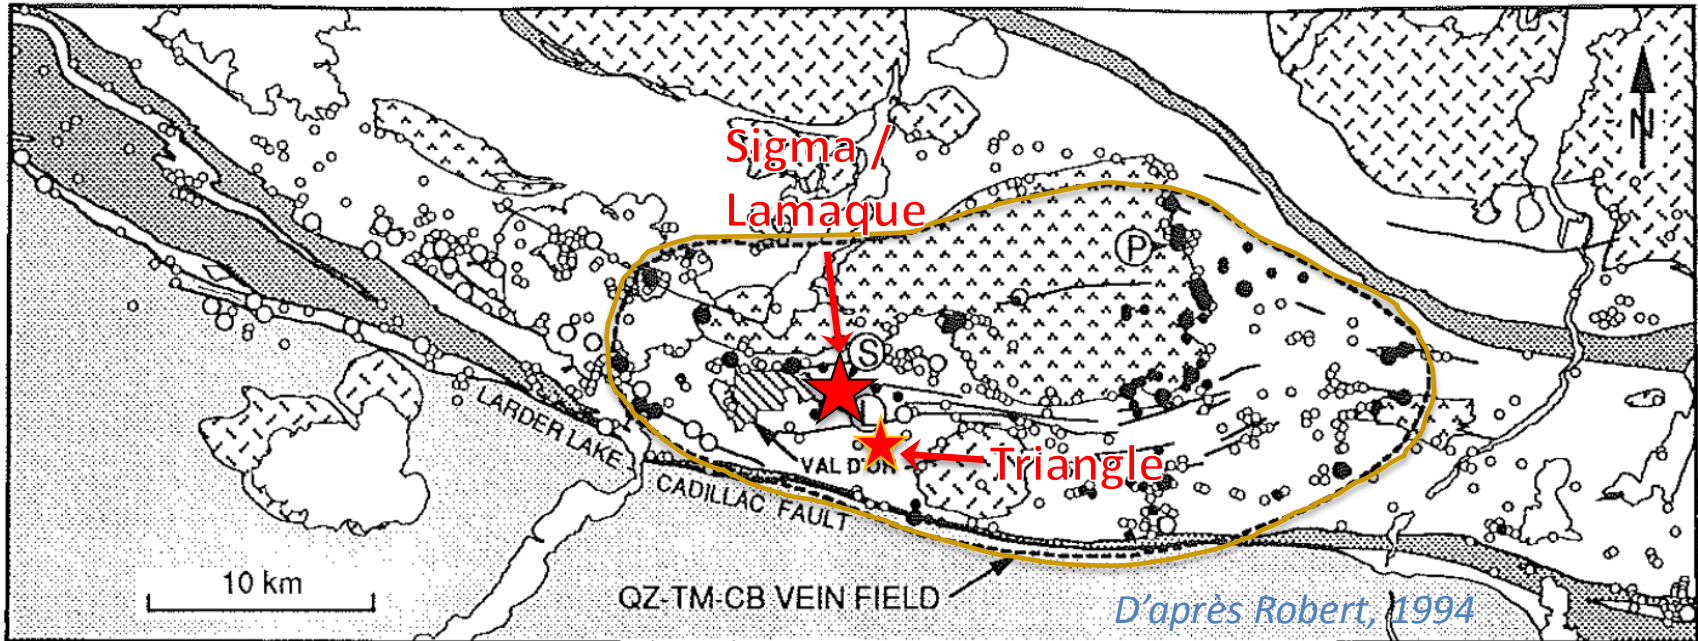 N
Sigma /
Lamaque
P
S
LARDER LAKE
VAL D'OR
Triangle
CADILLAC FAULT
10 km
QZ-TM-CB VEIN FIELD
D'après Robert, 1994